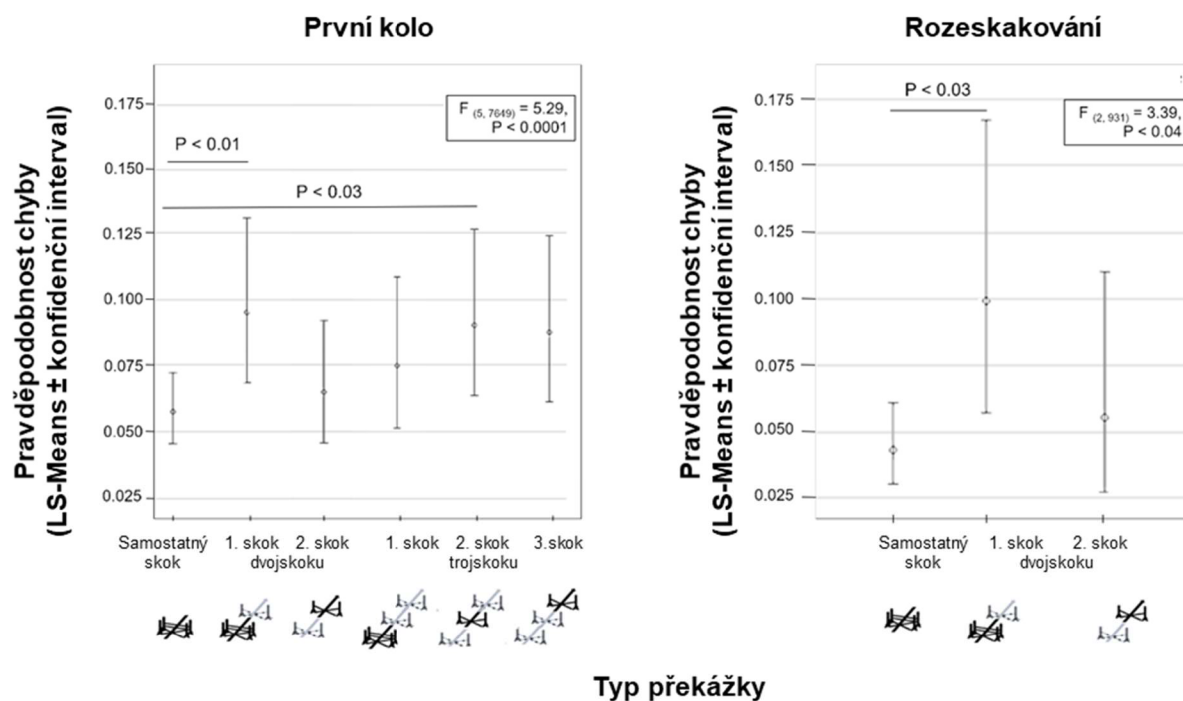 První kolo
Pravděpodobnost chyby
(LS-Means ± konfidenční interval)
0.175
0.150
0.125
0.100
0.075
0.050
0.025
F (5, 7649) = 5.29,
P < 0.0001
P < 0.01
P < 0.03
Samostatný 1. skok 2. skok 1. skok 2. skok 3.skok
skok dvojskoku trojskoku
Rozeskakování
Pravděpodobnost chyby
(LS-Means ± konfidenční interval)
0.175
0.150
0.125
0.100
0.075
0.050
0.025
P < 0.03
F (2, 931) = 3.39,
P < 0.04
Samostatný 1. skok 2. skok
skok dvojskoku
Typ překážky